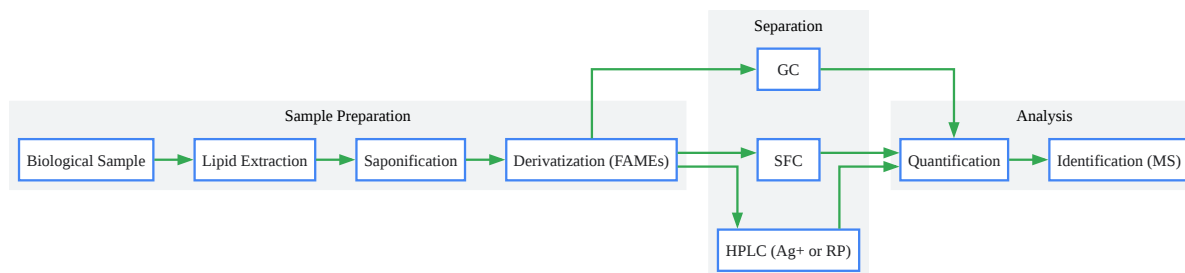 Separation
GC
Sample Preparation
Analysis
Biological Sample
Lipid Extraction
Saponification
Derivatization (FAMEs)
SFC
Quantification
Identification (MS)
HPLC (Ag+ or RP)